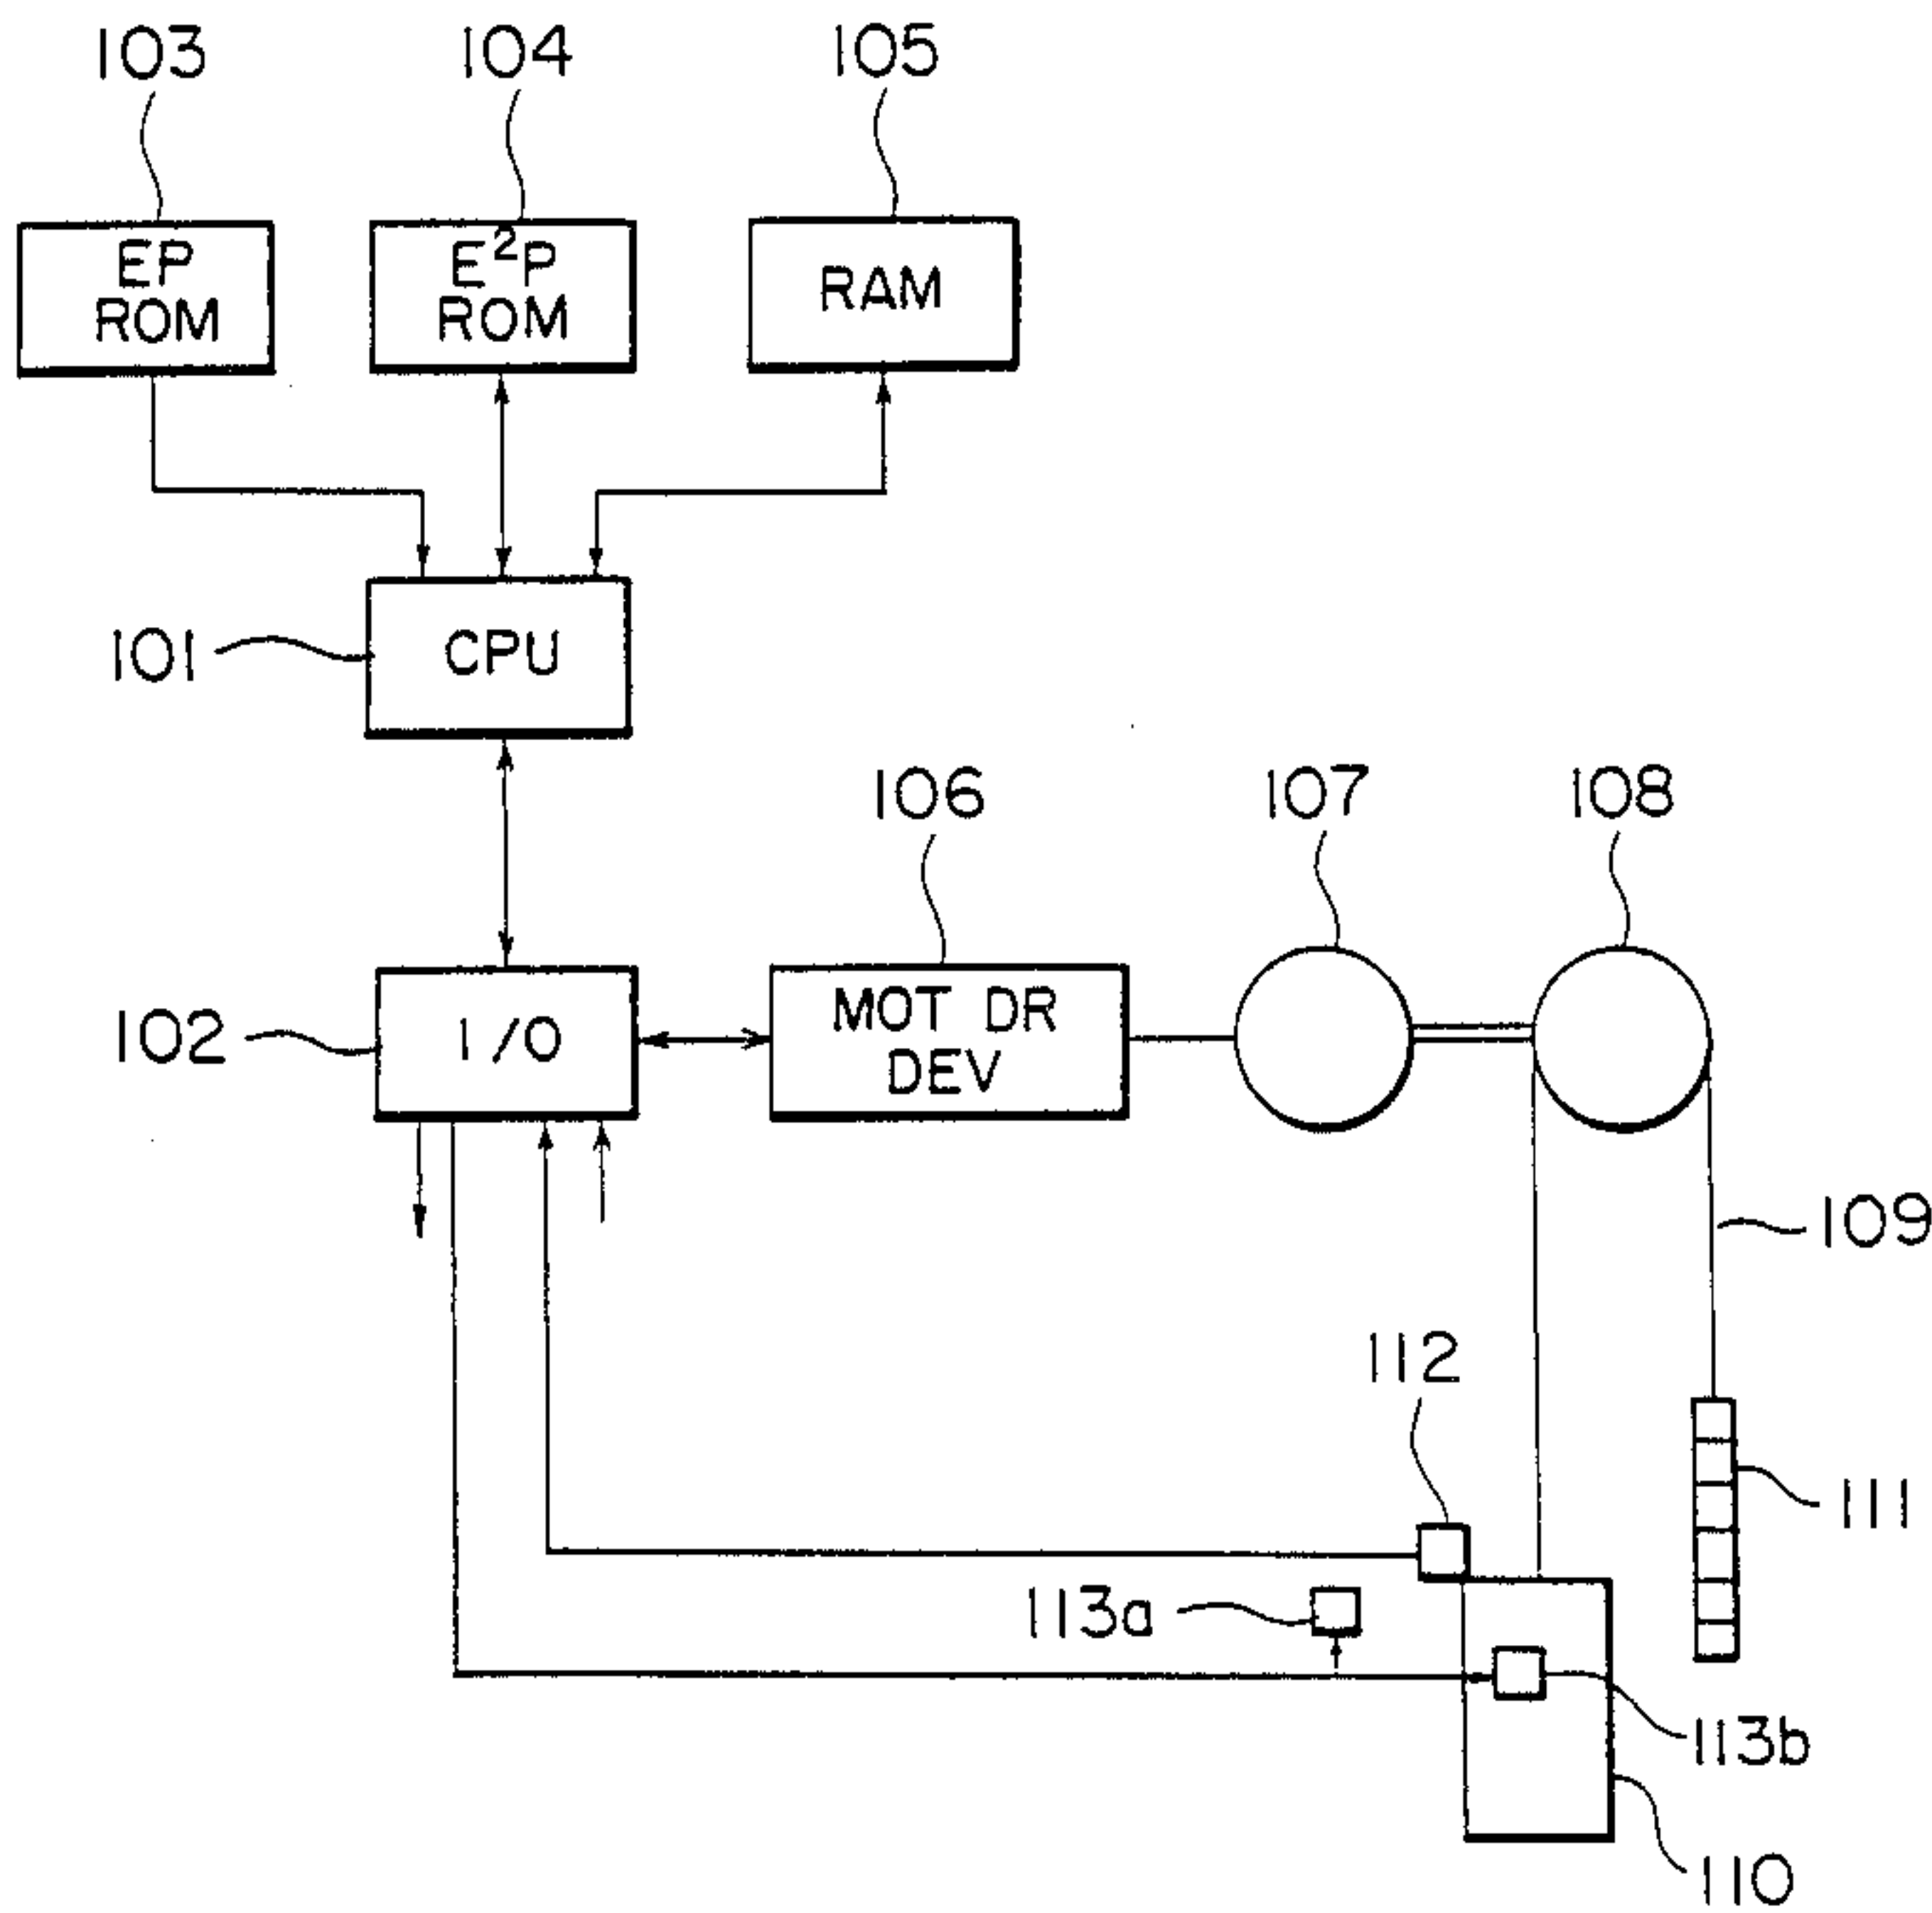 103
104
105
EP
ROM
E²P
ROM
RAM
101
CPU
106
107
108
102
I/O
MOT DR
DEV
109
112
111
113a
113b
110